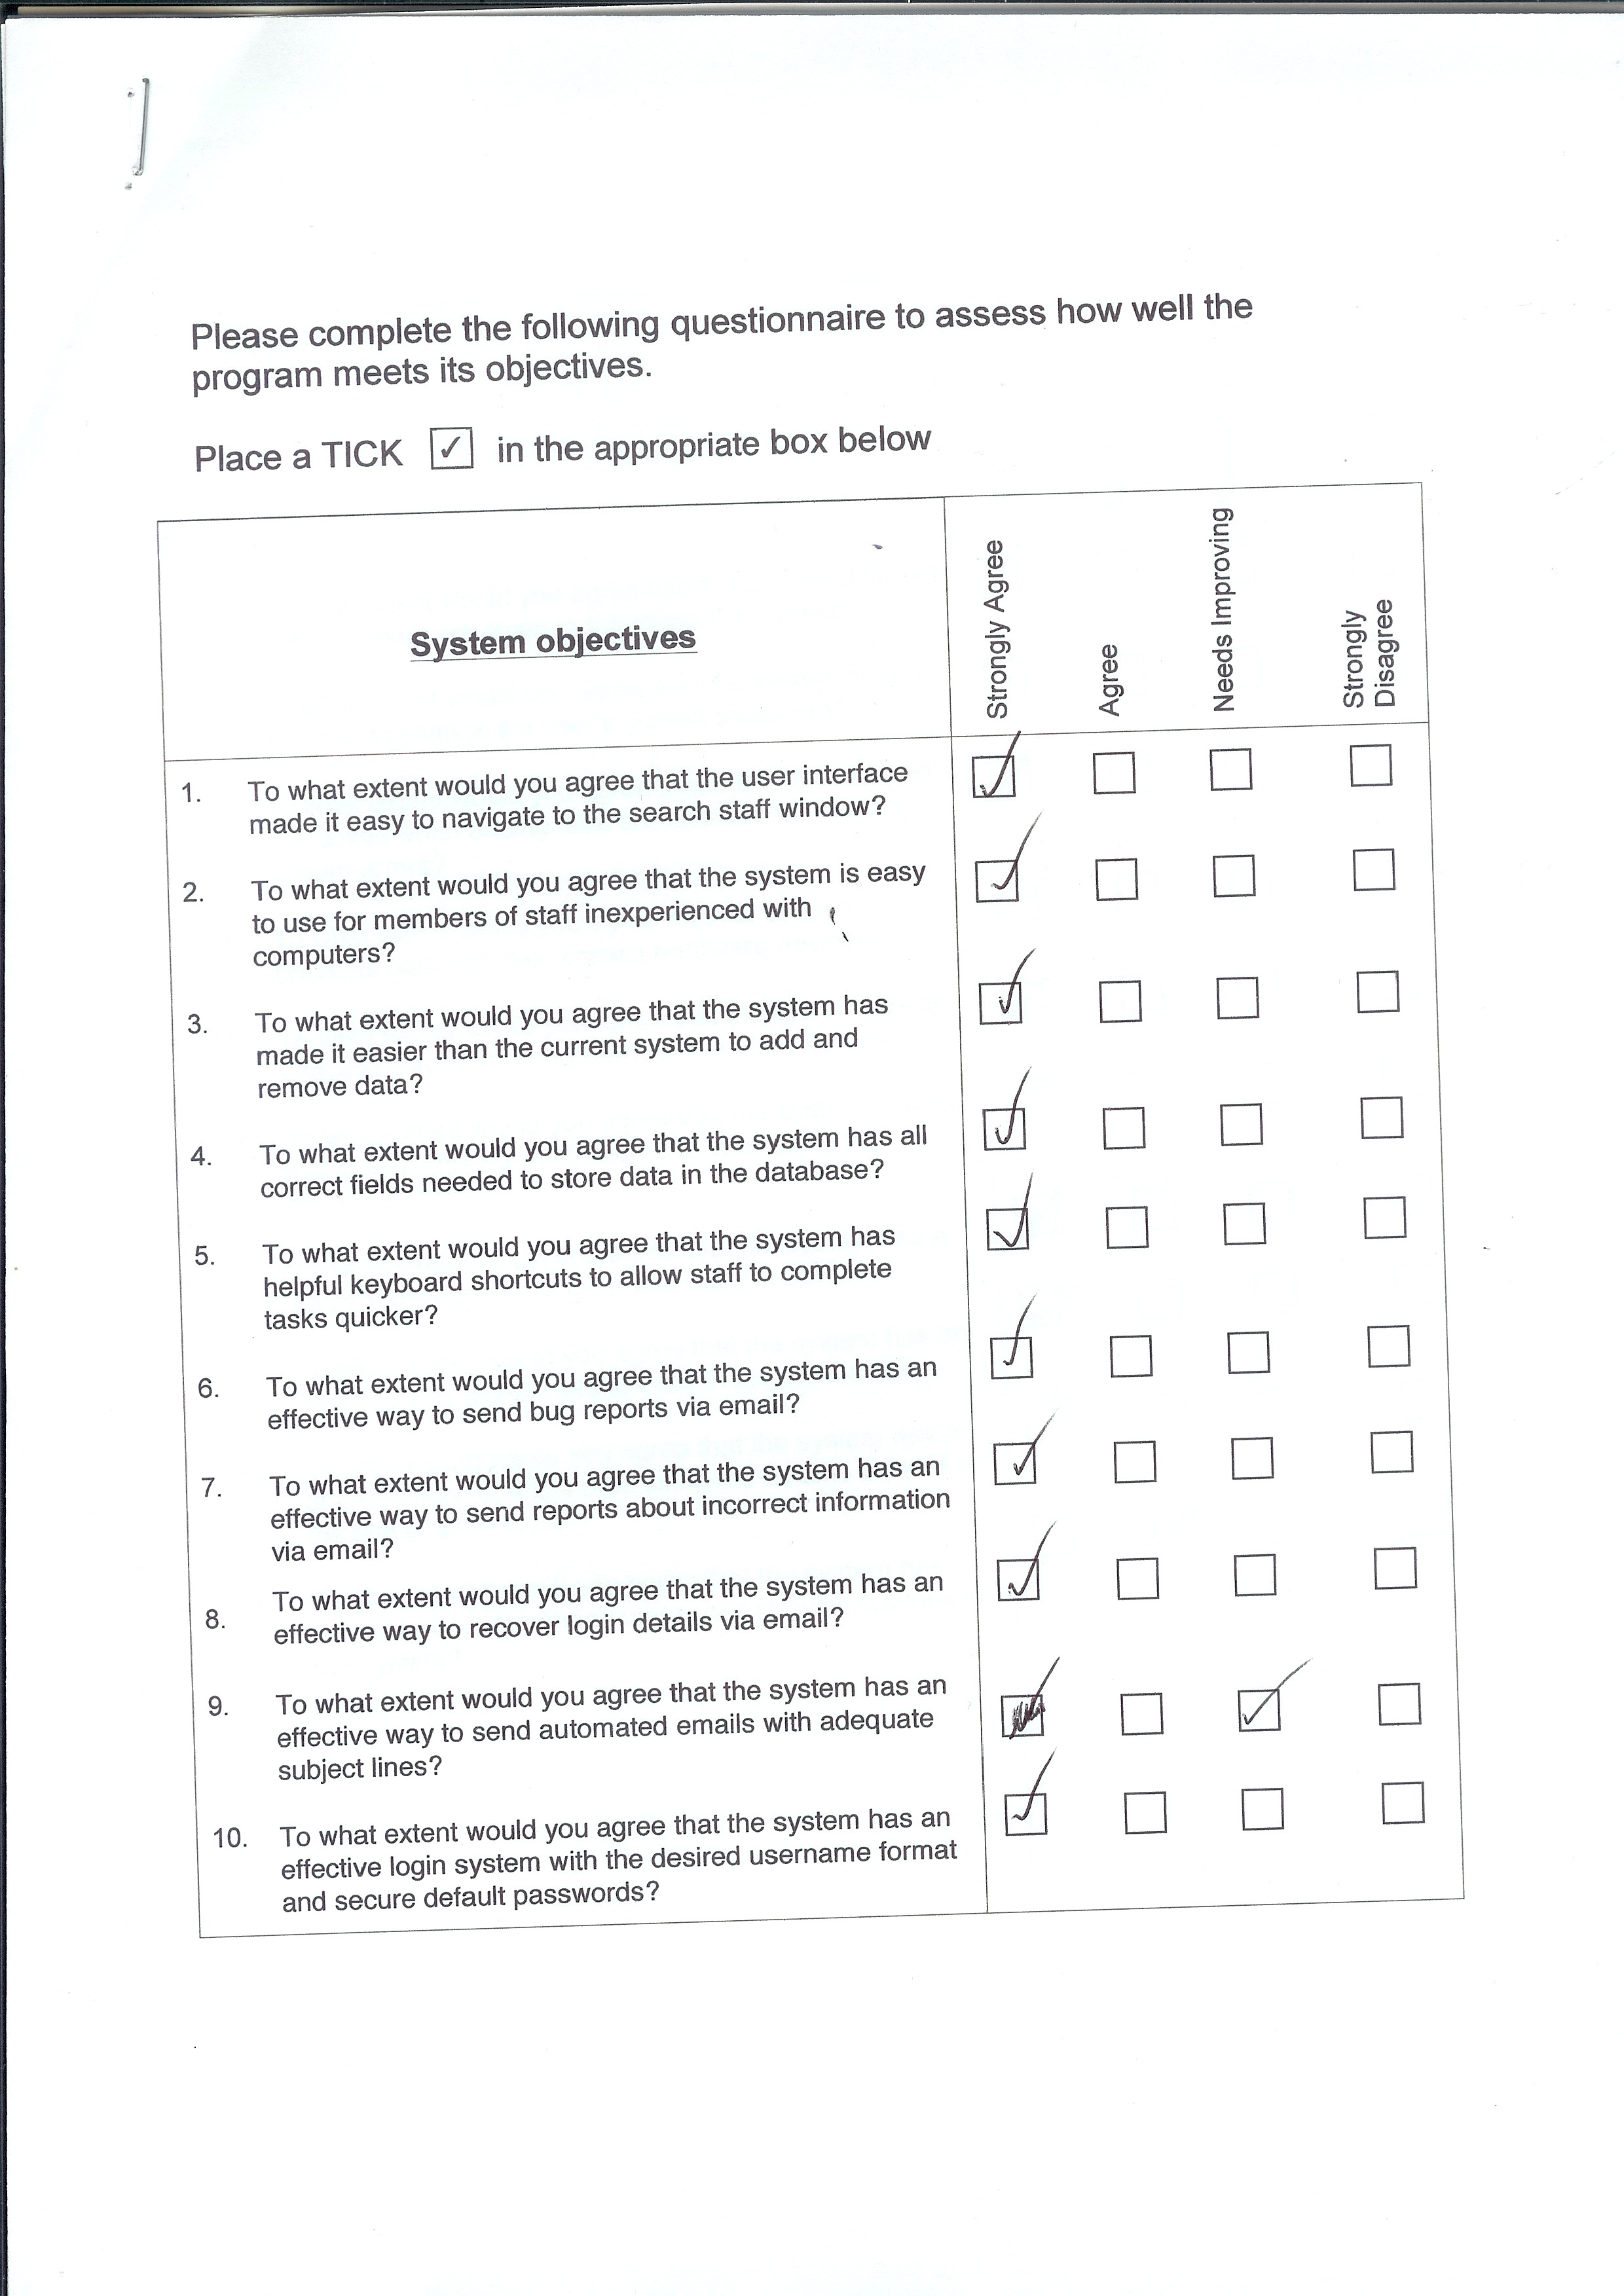 Please complete the following questionnaire to assess how well the
program meets its objectives.
Place a TICK ✓ in the appropriate box below
System objectives
Strongly Agree
Agree
Needs Improving
Strongly
Disagree
1. To what extent would you agree that the user interface
made it easy to navigate to the search staff window?
2. To what extent would you agree that the system is easy
to use for members of staff inexperienced with
computers?
3. To what extent would you agree that the system has
made it easier than the current system to add and
remove data?
4. To what extent would you agree that the system has all
correct fields needed to store data in the database?
5. To what extent would you agree that the system has
helpful keyboard shortcuts to allow staff to complete
tasks quicker?
6. To what extent would you agree that the system has an
effective way to send bug reports via email?
7. To what extent would you agree that the system has an
effective way to send reports about incorrect information
via email?
8. To what extent would you agree that the system has an
effective way to recover login details via email?
9. To what extent would you agree that the system has an
effective way to send automated emails with adequate
subject lines?
10. To what extent would you agree that the system has an
effective login system with the desired username format
and secure default passwords?